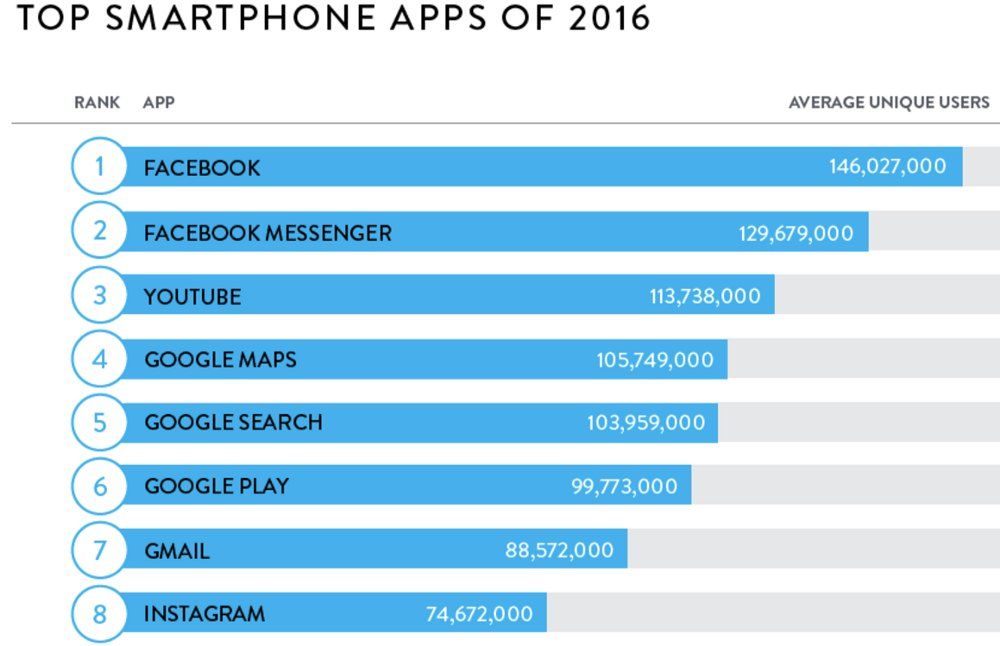 TOP SMARTPHONE APPS OF 2016
RANK APP AVERAGE UNIQUE USERS
1 FACEBOOK 146,027,000
2 FACEBOOK MESSENGER 129,679,000
3 YOUTUBE 113,738,000
4 GOOGLE MAPS 105,749,000
5 GOOGLE SEARCH 103,959,000
6 GOOGLE PLAY 99,773,000
7 GMAIL 88,572,000
8 INSTAGRAM 74,672,000